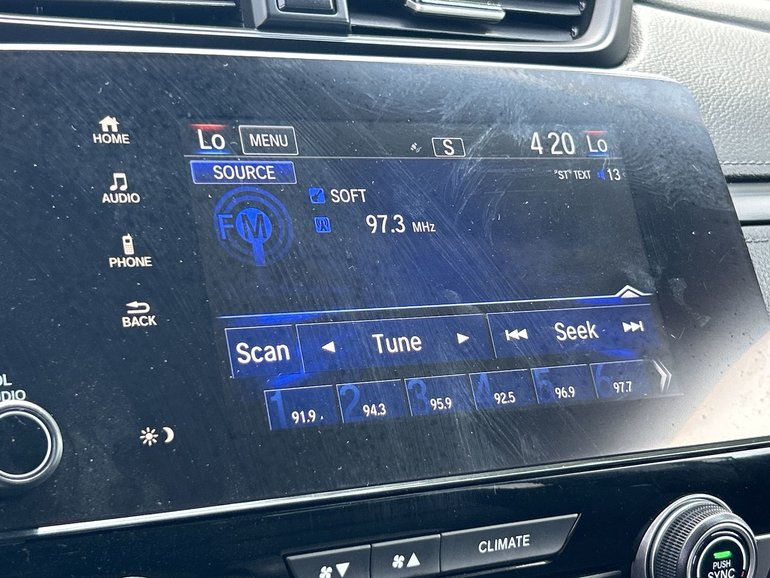 HOME
AUDIO
PHONE
BACK
Lo MENU S 4 20 Lo
SOURCE "ST" TEXT 13
FM SOFT
97.3 MHz
Scan Tune Seek
1 91.9 2 94.3 3 95.9 4 92.5 5 96.9 6 97.7
CLIMATE
PUSH
SYNC